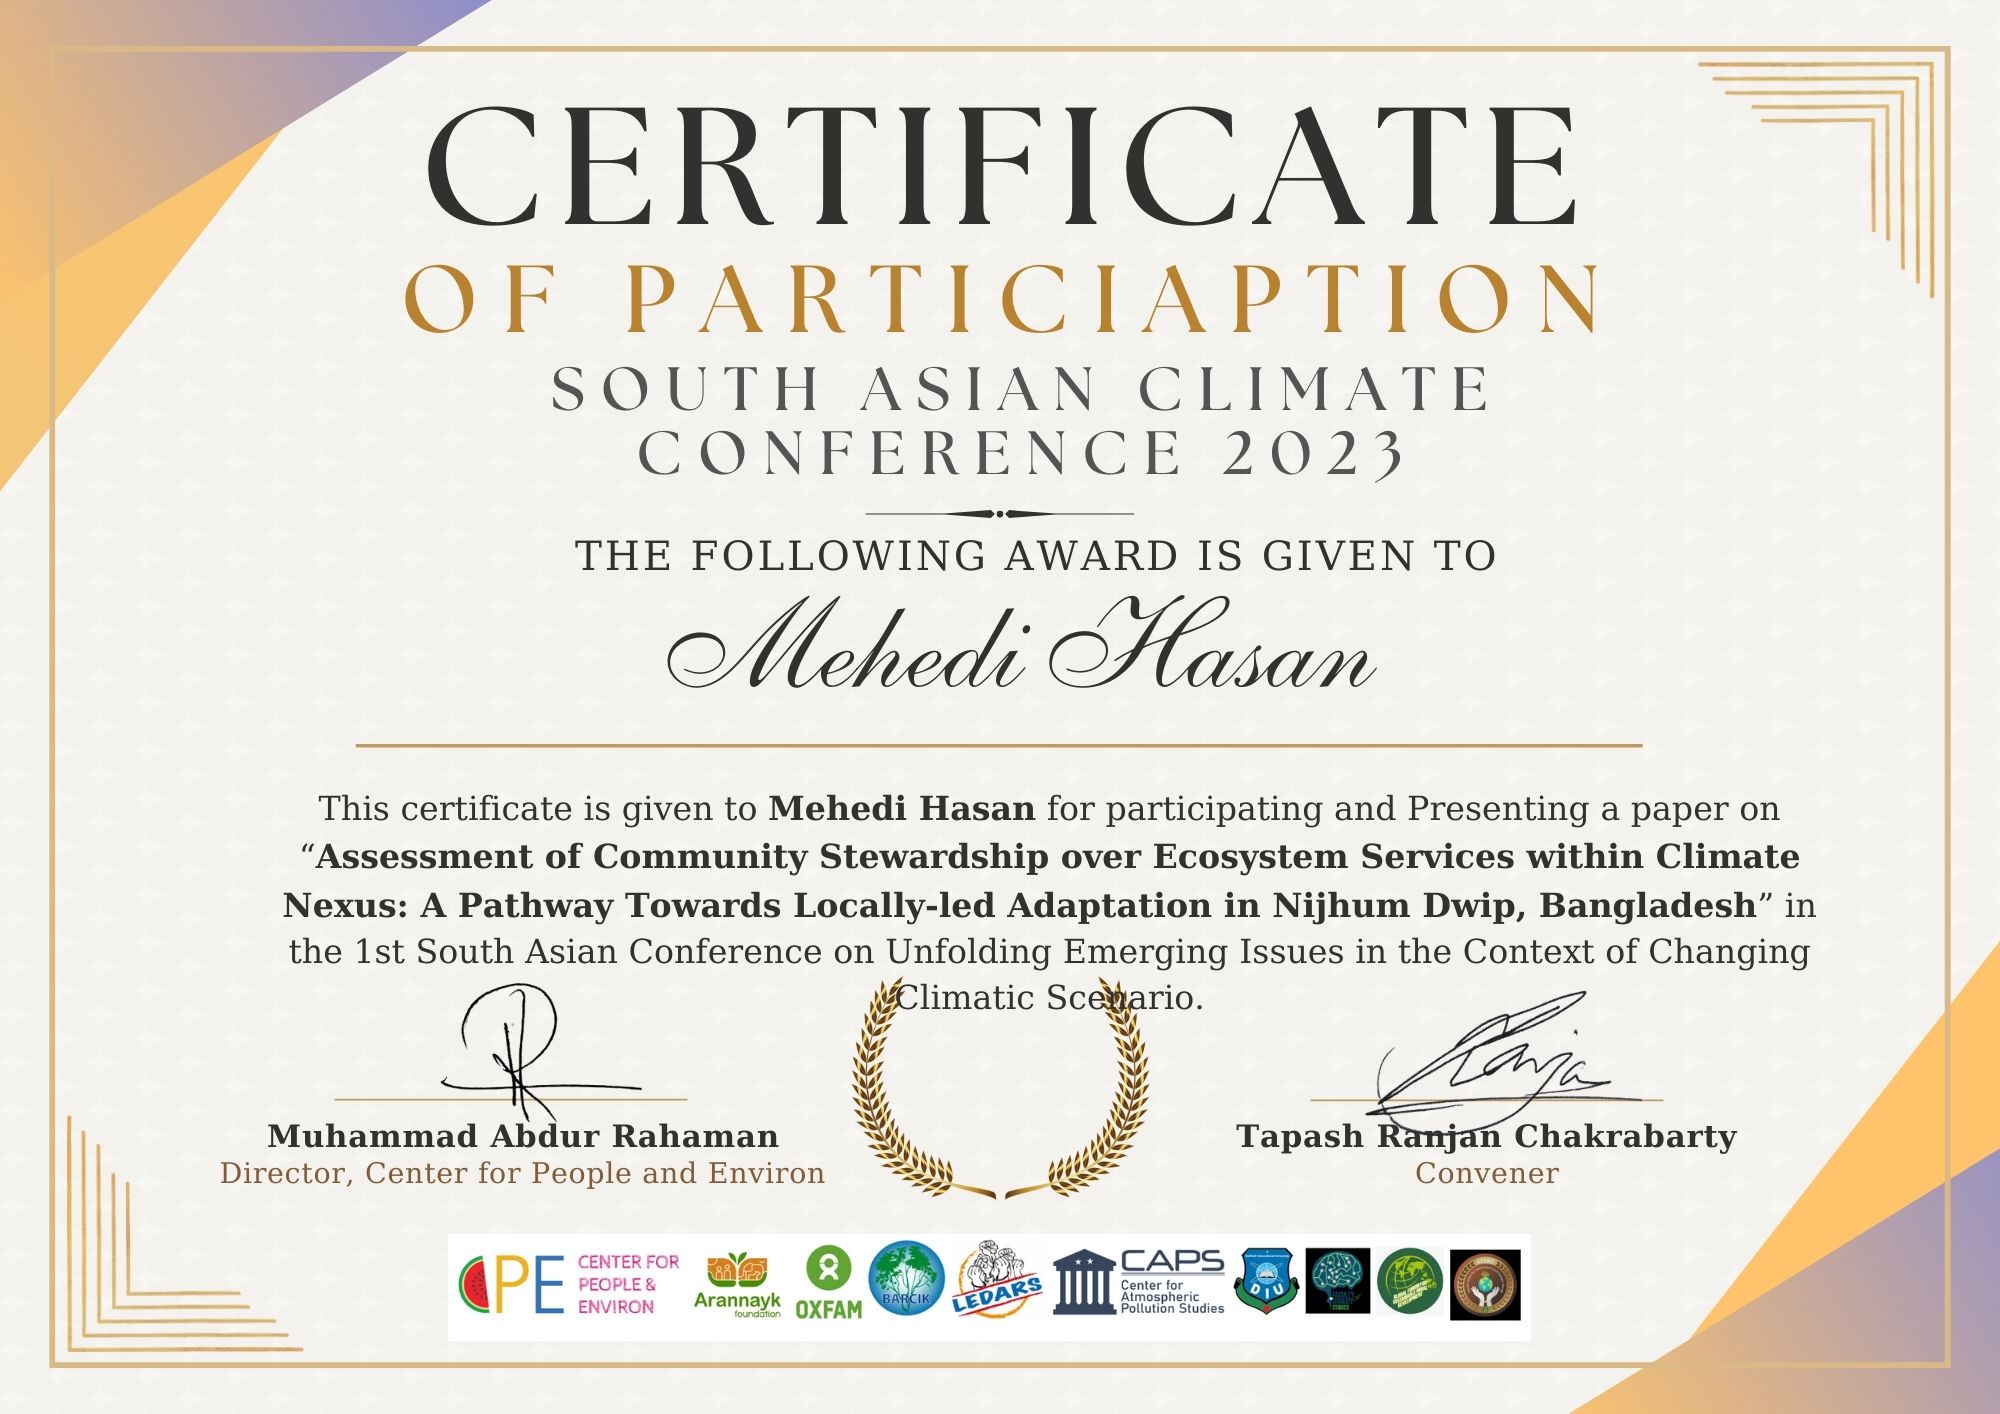 CERTIFICATE
OF PARTICIAPTION
SOUTH ASIAN CLIMATE
CONFERENCE 2023
THE FOLLOWING AWARD IS GIVEN TO
Mehedi Hasan
This certificate is given to Mehedi Hasan for participating and Presenting a paper on
“Assessment of Community Stewardship over Ecosystem Services within Climate
Nexus: A Pathway Towards Locally-led Adaptation in Nijhum Dwip, Bangladesh” in
the 1st South Asian Conference on Unfolding Emerging Issues in the Context of Changing
Climatic Scenario.
Ranja
Muhammad Abdur Rahaman
Director, Center for People and Environ
Tapash Ranjan Chakrabarty
Convener
CPE
CENTER FOR
PEOPLE &
ENVIRON
Arannayk
foundation
OXFAM
BARCIK
LEDARS
CAPS
Center for
Atmospheric
Pollution Studies
DIU